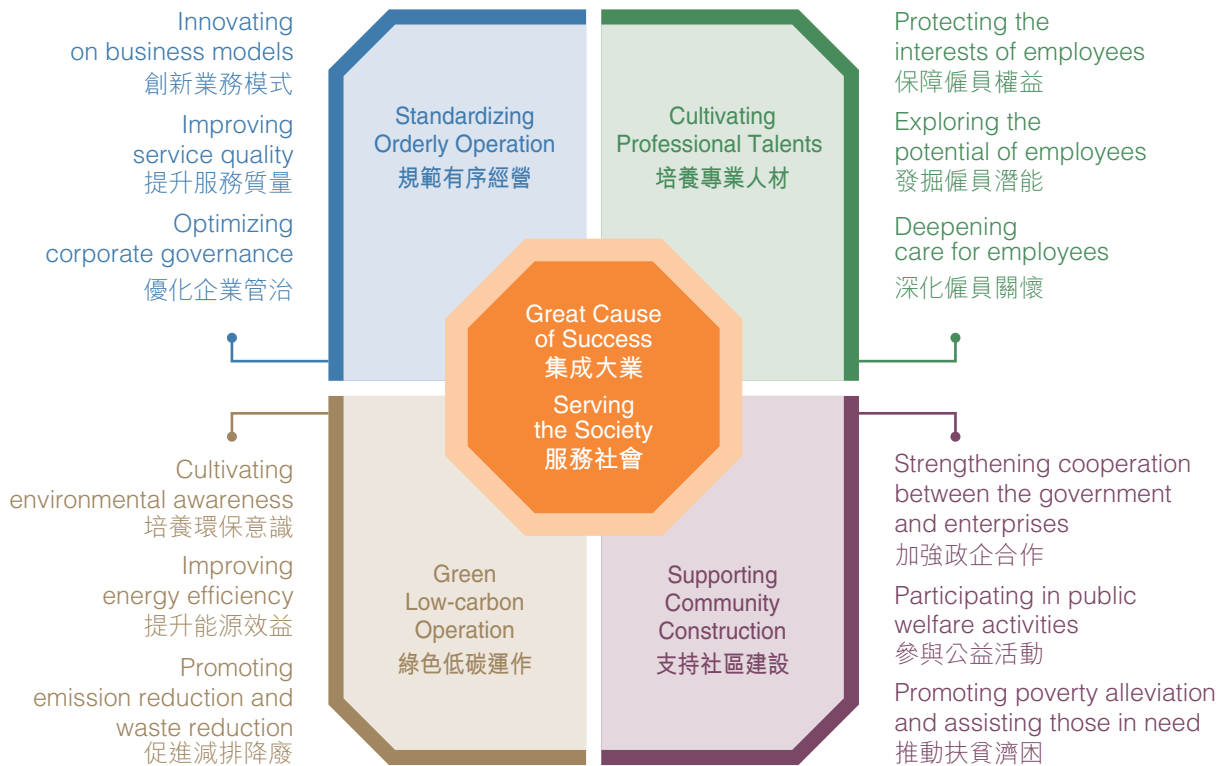 Innovating
on business models
創新業務模式
Improving
service quality
提升服務質量
Optimizing
corporate governance
優化企業管治
Standardizing
Orderly Operation
規範有序經營
Cultivating
Professional Talents
培養專業人材
Protecting the
interests of employees
保障僱員權益
Exploring the
potential of employees
發掘僱員潛能
Deepening
care for employees
深化僱員關懷
Great Cause
of Success
集成大業
Serving
the Society
服務社會
Cultivating
environmental awareness
培養環保意識
Improving
energy efficiency
提升能源效益
Promoting
emission reduction and
waste reduction
促進減排降廢
Green
Low-carbon
Operation
綠色低碳運作
Supporting
Community
Construction
支持社區建設
Strengthening cooperation
between the government
and enterprises
加強政企合作
Participating in public
welfare activities
參與公益活動
Promoting poverty alleviation
and assisting those in need
推動扶貧濟困